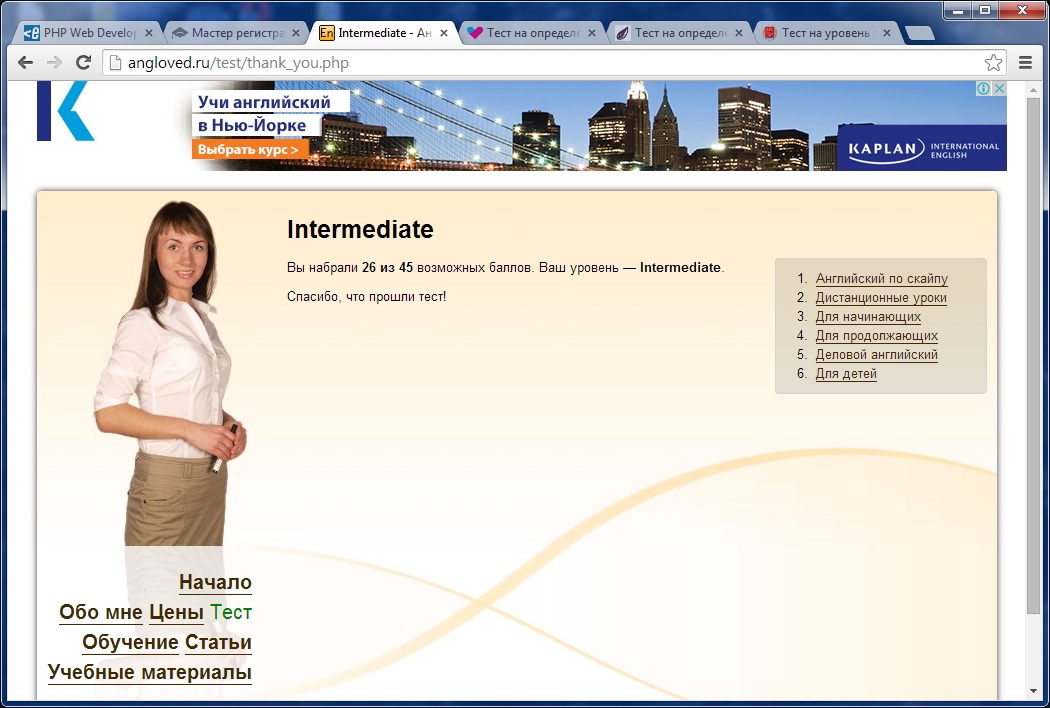 PHP Web Develop
Мастер регистра
Intermediate - Ан
Тест на определе
Тест на определ
Тест на уровень
angloved.ru/test/thank_you.php
Учи английский
в Нью-Йорке
Выбрать курс >
KAPLAN INTERNATIONAL
ENGLISH
Intermediate
Вы набрали 26 из 45 возможных баллов. Ваш уровень — Intermediate.
Спасибо, что прошли тест!
1. Английский по скайпу
2. Дистанционные уроки
3. Для начинающих
4. Для продолжающих
5. Деловой английский
6. Для детей
Начало
Обо мне Цены Тест
Обучение Статьи
Учебные материалы